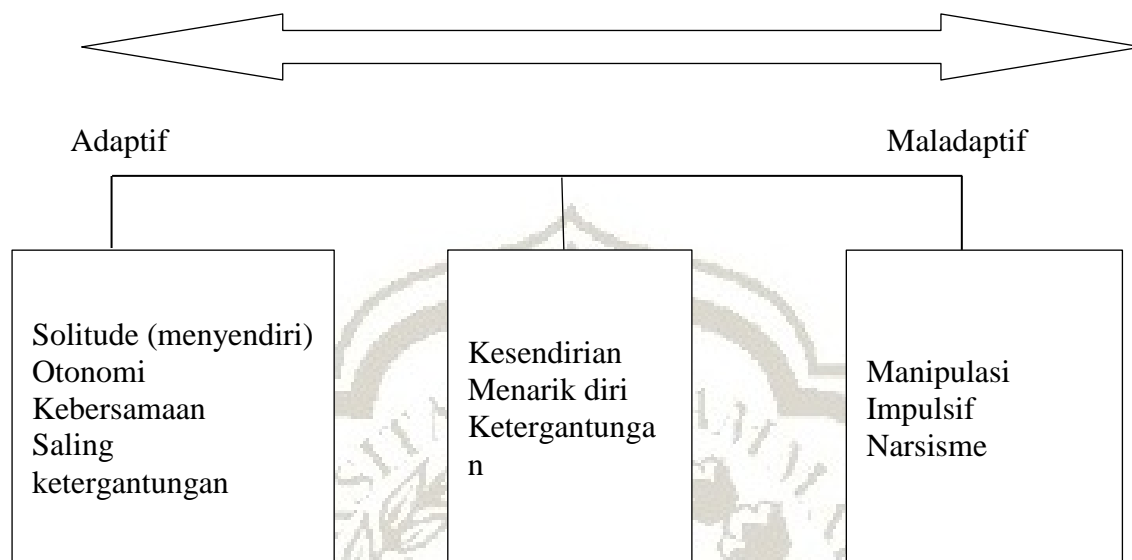 Adaptif
Maladaptif
Solitude (menyendiri)
Otonomi
Kebersamaan
Saling
ketergantungan
Kesendirian
Menarik diri
Ketergantunga
n
Manipulasi
Impulsif
Narsisme